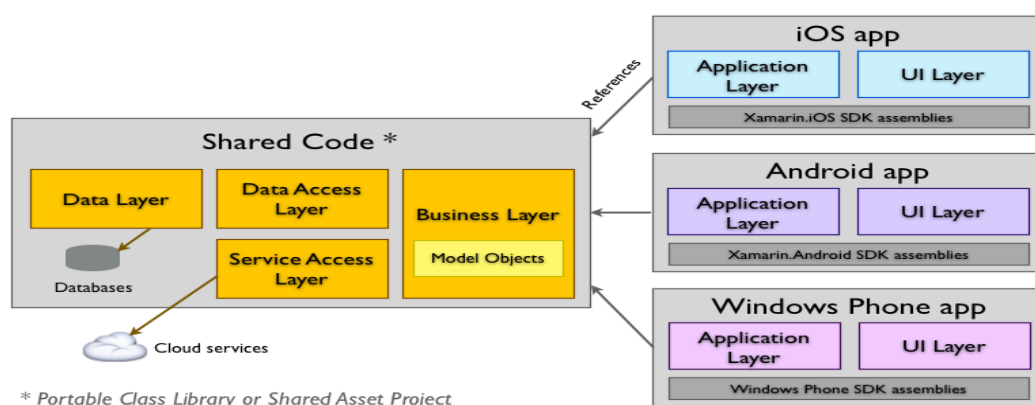 iOS app
Application
Layer
UI Layer
Xamarin.iOS SDK assemblies
References
Shared Code *
Data Layer
Data Access
Layer
Business Layer
Model Objects
Service Access
Layer
Databases
Cloud services
Android app
Application
Layer
UI Layer
Xamarin.Android SDK assemblies
Windows Phone app
Application
Layer
UI Layer
Windows Phone SDK assemblies
* Portable Class Library or Shared Asset Project